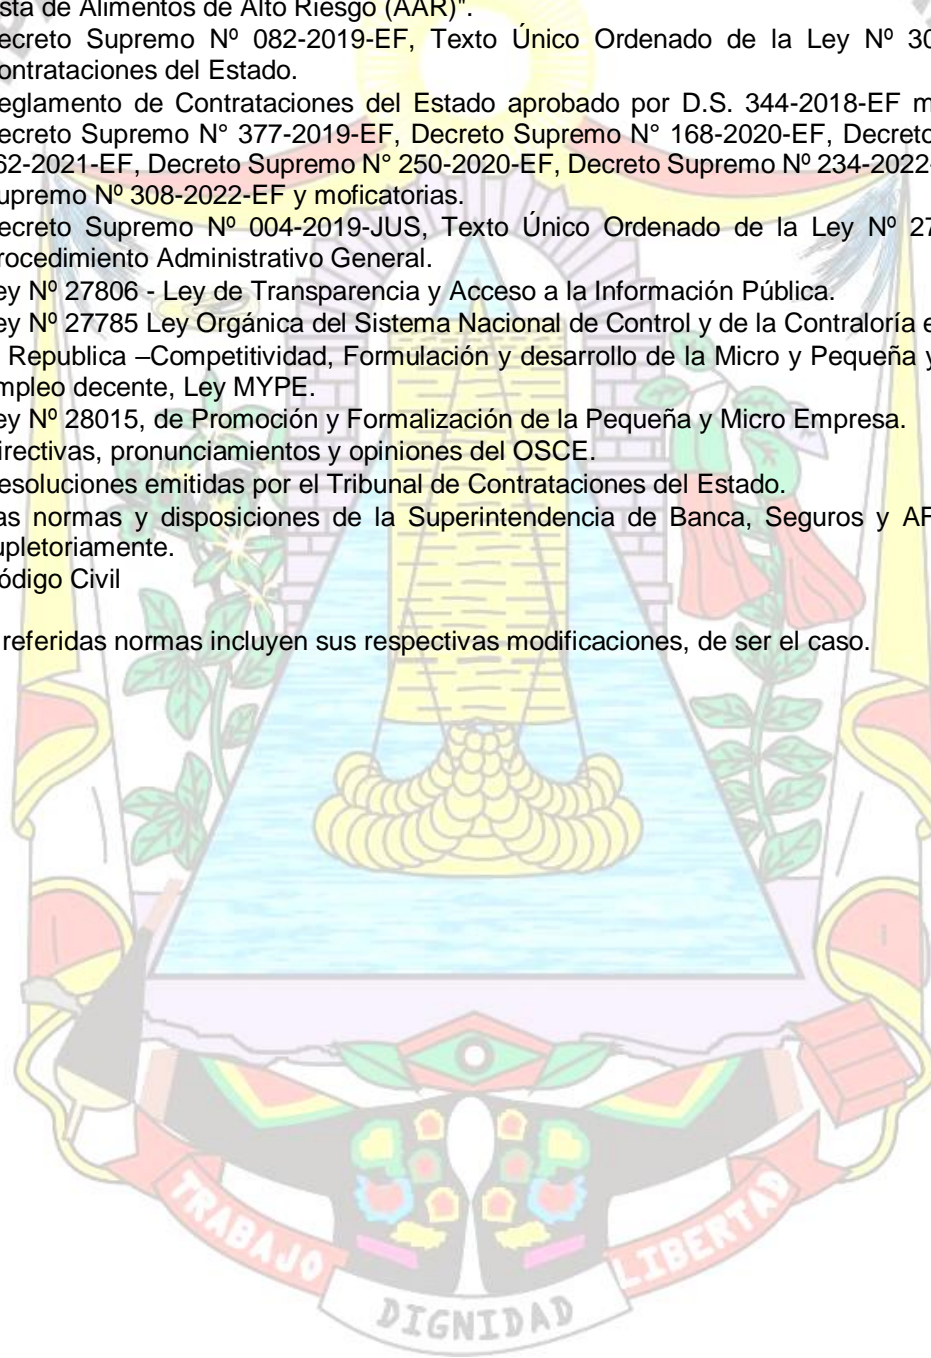 sta de Alimentos de Alto Riesgo (AAR)".
ecreto Supremo Nº 082-2019-EF, Texto Único Ordenado de la Ley Nº 30
ontrataciones del Estado.
eglamento de Contrataciones del Estado aprobado por D.S. 344-2018-EF m
ecreto Supremo N° 377-2019-EF, Decreto Supremo N° 168-2020-EF, Decreto
62-2021-EF, Decreto Supremo N° 250-2020-EF, Decreto Supremo Nº 234-2022-
upremo Nº 308-2022-EF y moficatorias.
ecreto Supremo Nº 004-2019-JUS, Texto Único Ordenado de la Ley Nº 27
rocedimiento Administrativo General.
ey Nº 27806 - Ley de Transparencia y Acceso a la Información Pública.
ey Nº 27785 Ley Orgánica del Sistema Nacional de Control y de la Contraloría e
Republica –Competitividad, Formulación y desarrollo de la Micro y Pequeña y
mpleo decente, Ley MYPE.
ey Nº 28015, de Promoción y Formalización de la Pequeña y Micro Empresa.
irectivas, pronunciamientos y opiniones del OSCE.
esoluciones emitidas por el Tribunal de Contrataciones del Estado.
as normas y disposiciones de la Superintendencia de Banca, Seguros y AF
upletoriamente.
ódigo Civil
referidas normas incluyen sus respectivas modificaciones, de ser el caso.
TRABAJO
DIGNIDAD
LIBERTAD